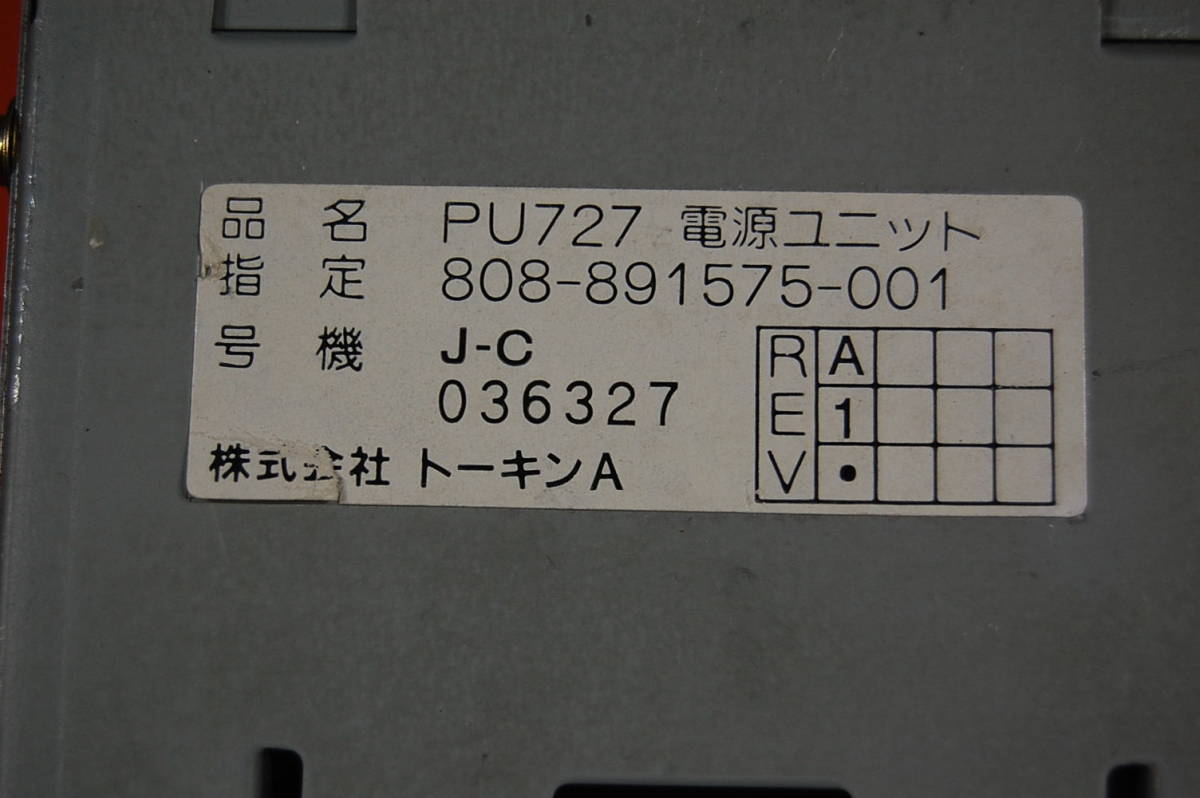 品名 PU727 電源ユニット
指定 808-891575-001
号機 J-C
036327
株式会社 トーキンA
R A
E 1
V •